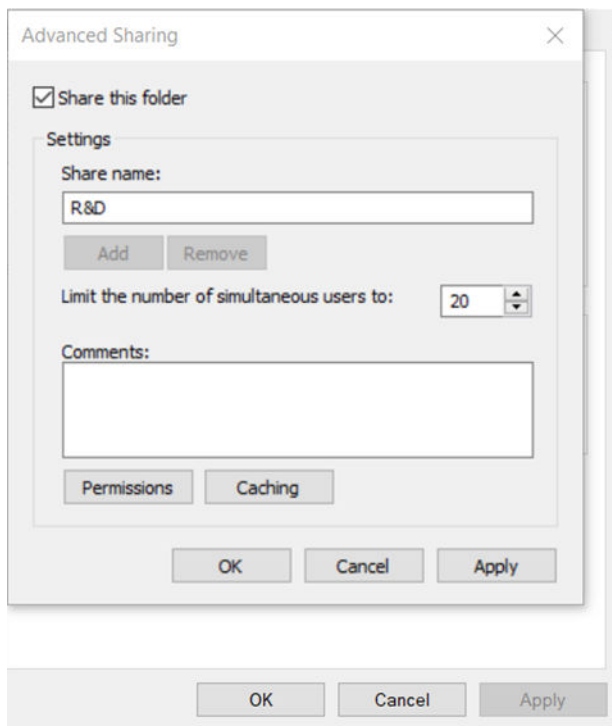 Advanced Sharing
Share this folder
Settings
Share name:
R&D
Add Remove
Limit the number of simultaneous users to: 20
Comments:
Permissions Caching
OK Cancel Apply
OK Cancel Apply